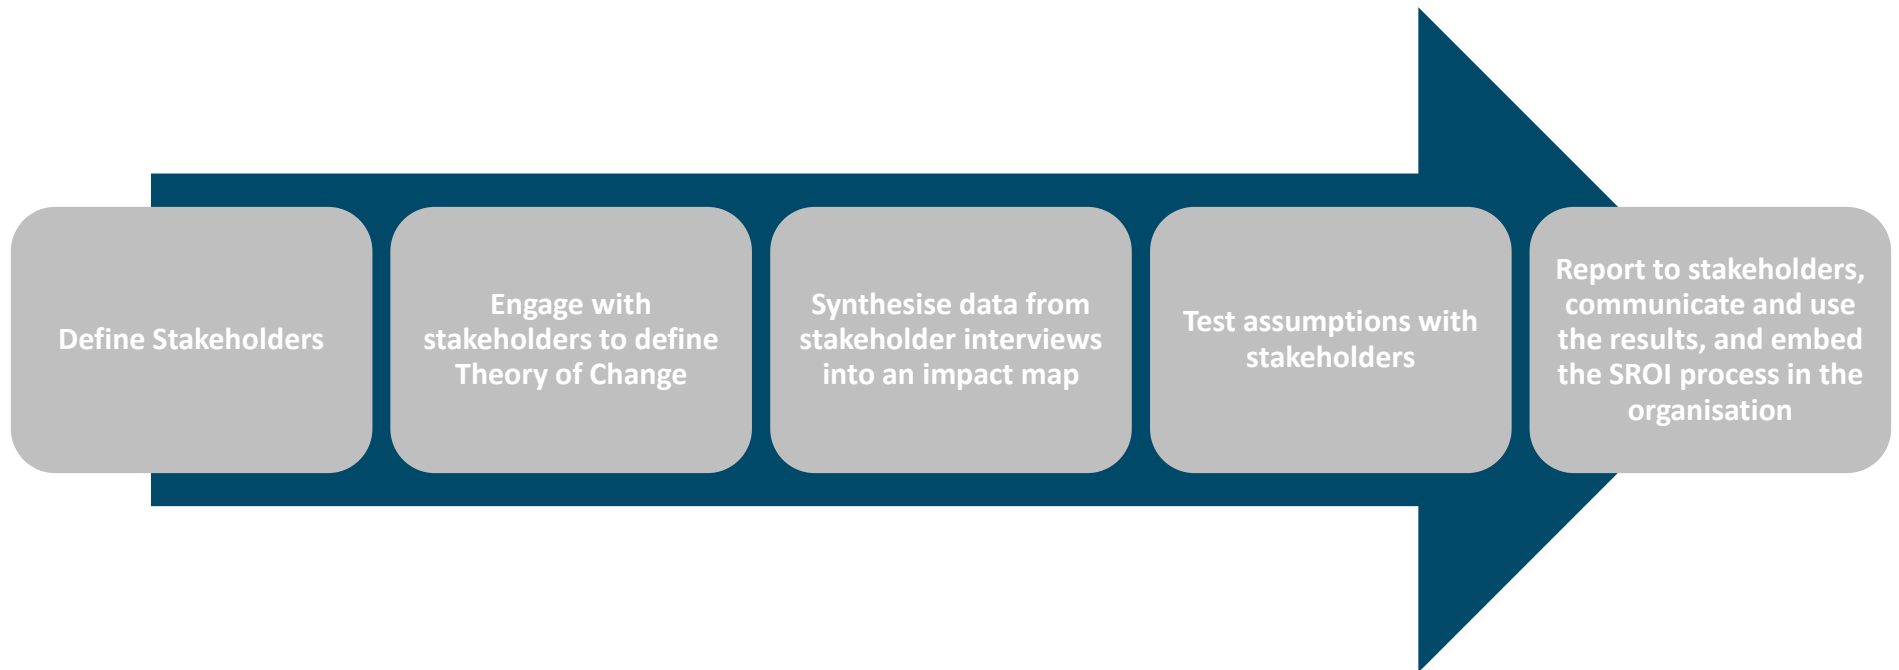 Define Stakeholders
Engage with
stakeholders to define
Theory of Change
Synthesise data from
stakeholder interviews
into an impact map
Test assumptions with
stakeholders
Report to stakeholders,
communicate and use
the results, and embed
the SROI process in the
organisation